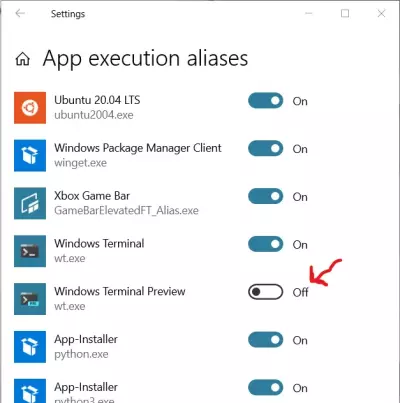 Settings
App execution aliases
Ubuntu 20.04 LTS
On
ubuntu2004.exe
Windows Package Manager Client
On
winget.exe
Xbox Game Bar
On
GameBarElevatedFT_Alias.exe
Windows Terminal
On
wt.exe
Windows Terminal Preview
Off
wt.exe
App-Installer
On
python.exe
App-Installer
On
python3.exe